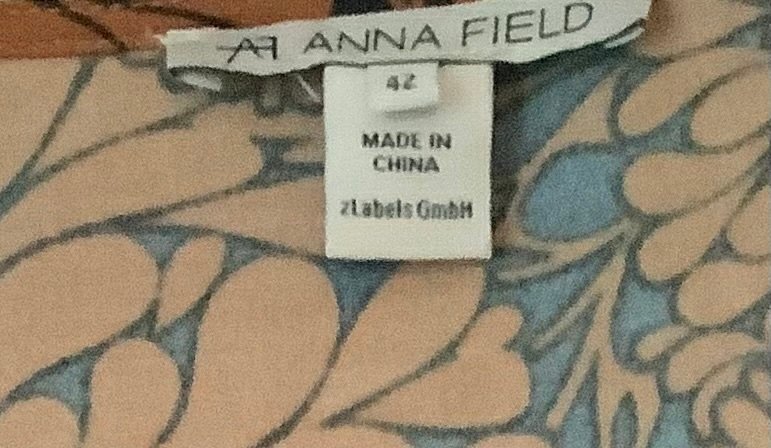 AF ANNA FIELD
42
MADE IN
CHINA
zLabels GmbH